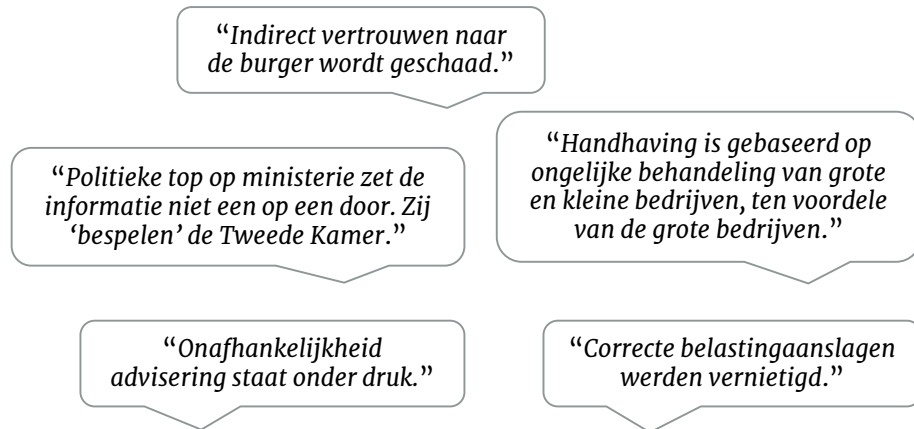 “Indirect vertrouwen naar
de burger wordt geschaad.”
“Handhaving is gebaseerd op
ongelijke behandeling van grote
en kleine bedrijven, ten voordele
van de grote bedrijven.”
“Politieke top op ministerie zet de
informatie niet een op een door. Zij
‘bespelen’ de Tweede Kamer.”
“Onafhankelijkheid
advisering staat onder druk.”
“Correcte belastingaanslagen
werden vernietigd.”